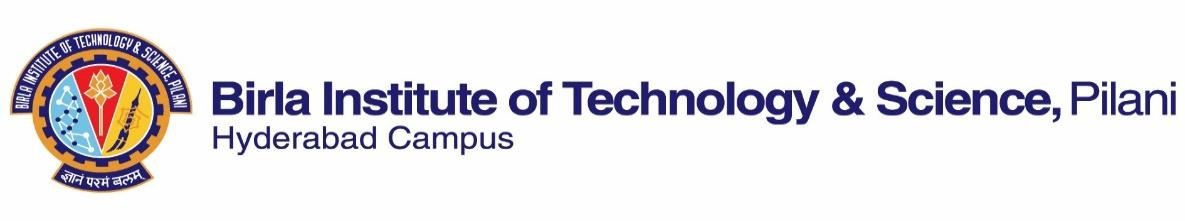 BIRLA INSTITUTE OF TECHNOLOGY & SCIENCE, PILANI
ज्ञानं परमं बलम्
Birla Institute of Technology & Science, Pilani
Hyderabad Campus